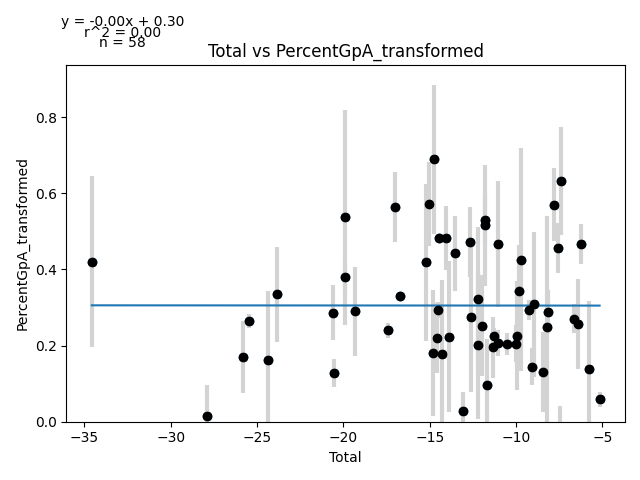 y = -0.00x + 0.30
r^2 = 0.00
n = 58
Total vs PercentGpA_transformed
PercentGpA_transformed
0.8
0.6
0.4
0.2
0.0
−35
−30
−25
−20
−15
−10
−5
Total